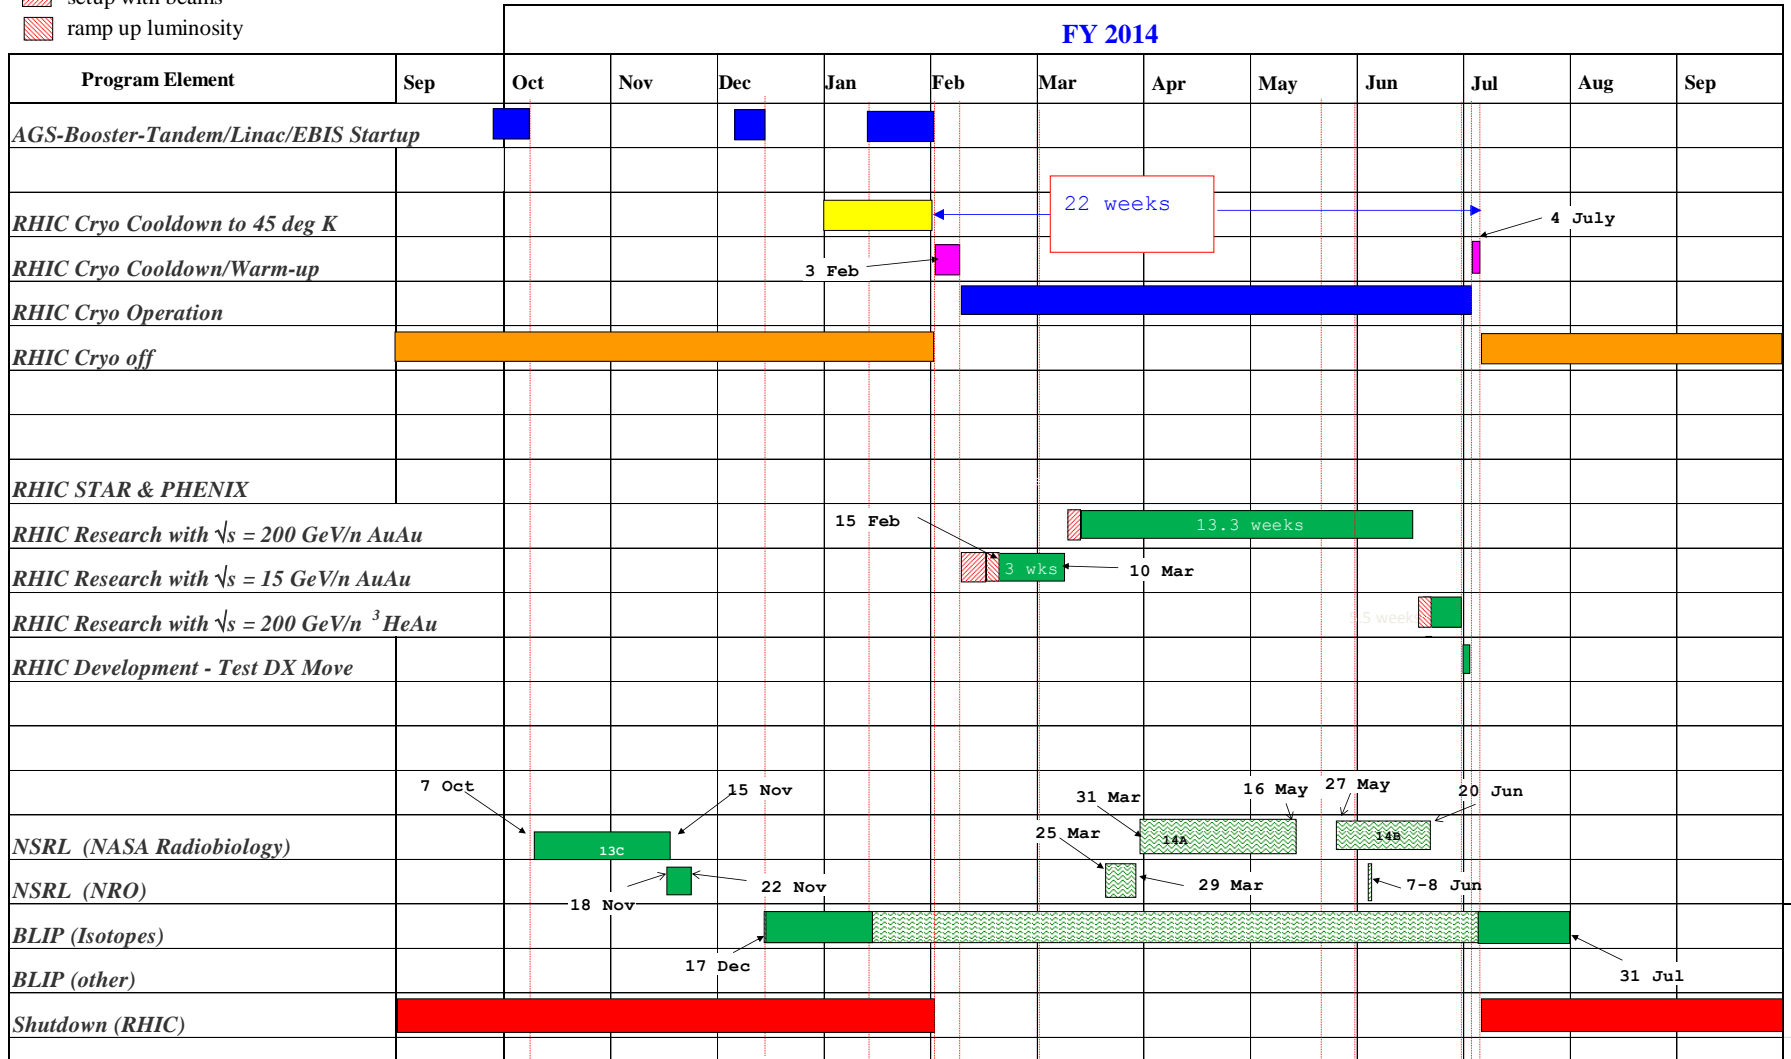 setup with beams
ramp up luminosity
FY 2014
Program Element Sep Oct Nov Dec Jan Feb Mar Apr May Jun Jul Aug Sep
AGS-Booster-Tandem/Linac/EBIS Startup
22 weeks
RHIC Cryo Cooldown to 45 deg K
4 July
RHIC Cryo Cooldown/Warm-up
3 Feb
RHIC Cryo Operation
RHIC Cryo off
RHIC STAR & PHENIX
RHIC Research with √s = 200 GeV/n AuAu
15 Feb
13.3 weeks
RHIC Research with √s = 15 GeV/n AuAu
3 wks
10 Mar
RHIC Research with √s = 200 GeV/n ³HeAu
RHIC Development - Test DX Move
7 Oct
15 Nov
31 Mar
16 May
27 May
20 Jun
NSRL (NASA Radiobiology)
13C
25 Mar
14A
14B
NSRL (NRO)
18 Nov
22 Nov
29 Mar
7-8 Jun
BLIP (Isotopes)
17 Dec
31 Jul
BLIP (other)
Shutdown (RHIC)